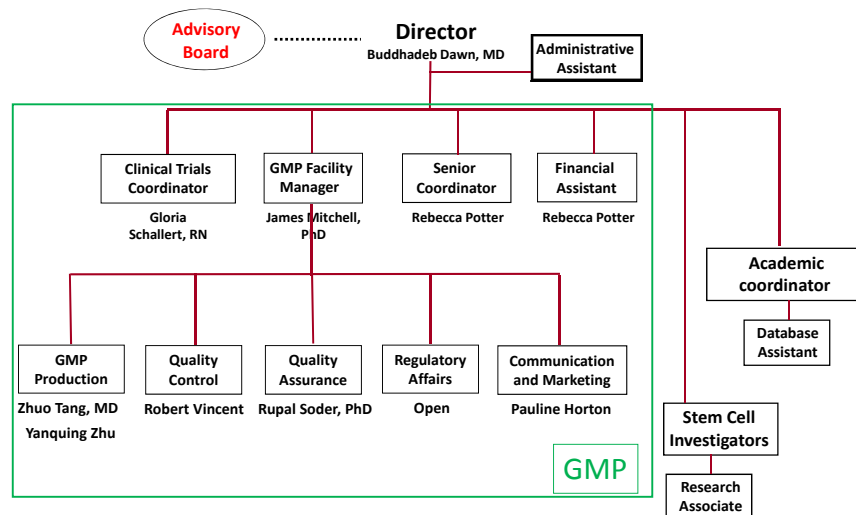 Advisory
Board
Director
Buddhadeb Dawn, MD
Administrative
Assistant
Clinical Trials
Coordinator
Gloria
Schallert, RN
GMP Facility
Manager
James Mitchell,
PhD
Senior
Coordinator
Rebecca Potter
Financial
Assistant
Rebecca Potter
Academic
coordinator
Database
Assistant
GMP
Production
Zhuo Tang, MD
Yanquing Zhu
Quality
Control
Robert Vincent
Quality
Assurance
Rupal Soder, PhD
Regulatory
Affairs
Open
Communication
and Marketing
Pauline Horton
Stem Cell
Investigators
Research
Associate
GMP